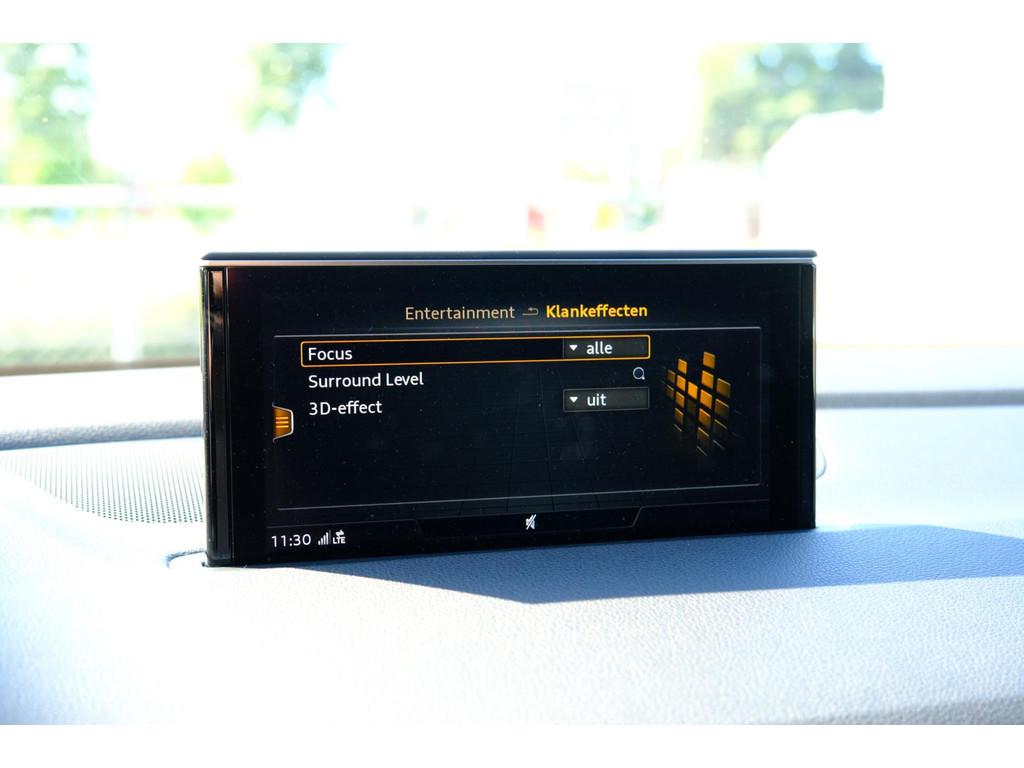 Entertainment Klankeffecten
Focus alle
Surround Level
3D-effect uit
11:30 LTE